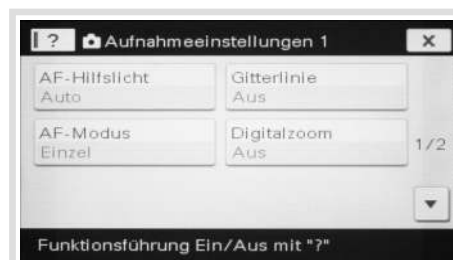 ? Aufnahmeeinstellungen 1 ×
AF-Hilfslicht Gitterlinie
Auto Aus
AF-Modus Digitalzoom
Einzel Aus
1/2
Funktionsführung Ein/Aus mit "?"